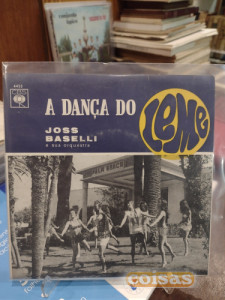 CBS
A DANÇA DO
Leme
JOSS
BASELLI
e sua orquestra
coisas